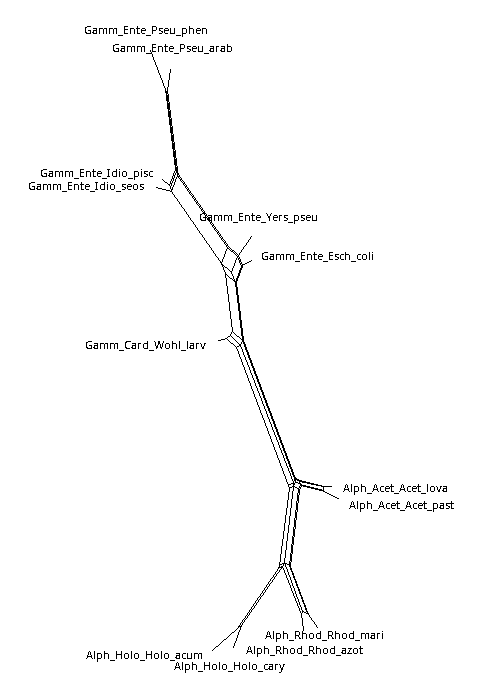 Gamm_Ente_Pseu_phen
Gamm_Ente_Pseu_arab
Gamm_Ente_Idio_pisc
Gamm_Ente_Idio_seos
Gamm_Ente_Yers_pseu
Gamm_Ente_Esch_coli
Gamm_Card_Wohl_larv
Alph_Acet_Acet_lova
Alph_Acet_Acet_past
Alph_Rhod_Rhod_mari
Alph_Rhod_Rhod_azot
Alph_Holo_Holo_acum
Alph_Holo_Holo_cary